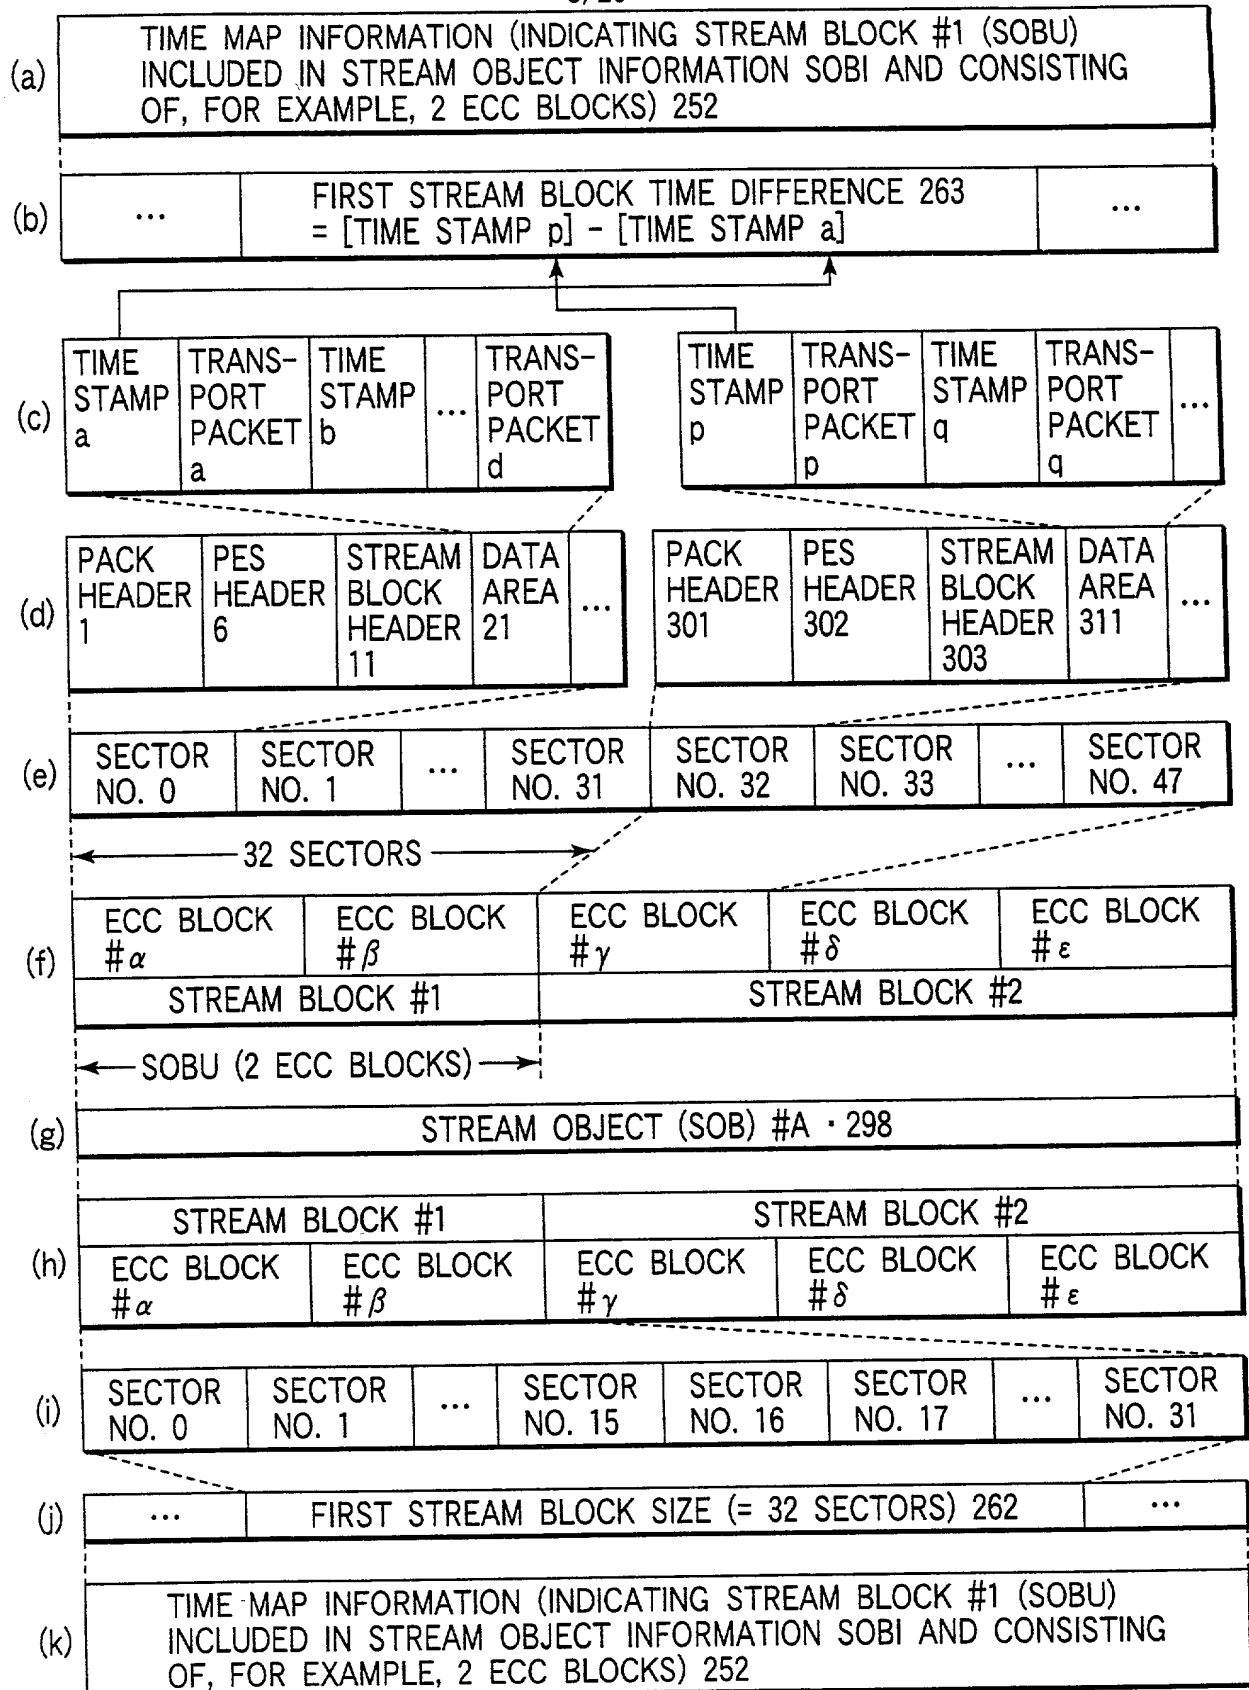 (a)
TIME MAP INFORMATION (INDICATING STREAM BLOCK #1 (SOBU)
INCLUDED IN STREAM OBJECT INFORMATION SOBI AND CONSISTING
OF, FOR EXAMPLE, 2 ECC BLOCKS) 252
(b)
...
FIRST STREAM BLOCK TIME DIFFERENCE 263
= [TIME STAMP p] - [TIME STAMP a]
...
(c)
TIME
STAMP
a
TRANS-
PORT
PACKET
a
TIME
STAMP
b
...
TRANS-
PORT
PACKET
d
TIME
STAMP
p
TRANS-
PORT
PACKET
p
TIME
STAMP
q
TRANS-
PORT
PACKET
q
...
(d)
PACK
HEADER
1
PES
HEADER
6
STREAM
BLOCK
HEADER
11
DATA
AREA
21
...
PACK
HEADER
301
PES
HEADER
302
STREAM
BLOCK
HEADER
303
DATA
AREA
311
...
(e)
SECTOR
NO. 0
SECTOR
NO. 1
...
SECTOR
NO. 31
SECTOR
NO. 32
SECTOR
NO. 33
...
SECTOR
NO. 47
32 SECTORS
(f)
ECC BLOCK
#α
ECC BLOCK
#β
ECC BLOCK
#γ
ECC BLOCK
#δ
ECC BLOCK
#ε
STREAM BLOCK #1
STREAM BLOCK #2
SOBU (2 ECC BLOCKS)
(g)
STREAM OBJECT (SOB) #A · 298
(h)
STREAM BLOCK #1
STREAM BLOCK #2
ECC BLOCK
#α
ECC BLOCK
#β
ECC BLOCK
#γ
ECC BLOCK
#δ
ECC BLOCK
#ε
(i)
SECTOR
NO. 0
SECTOR
NO. 1
...
SECTOR
NO. 15
SECTOR
NO. 16
SECTOR
NO. 17
...
SECTOR
NO. 31
(j)
...
FIRST STREAM BLOCK SIZE (= 32 SECTORS) 262
...
(k)
TIME MAP INFORMATION (INDICATING STREAM BLOCK #1 (SOBU)
INCLUDED IN STREAM OBJECT INFORMATION SOBI AND CONSISTING
OF, FOR EXAMPLE, 2 ECC BLOCKS) 252